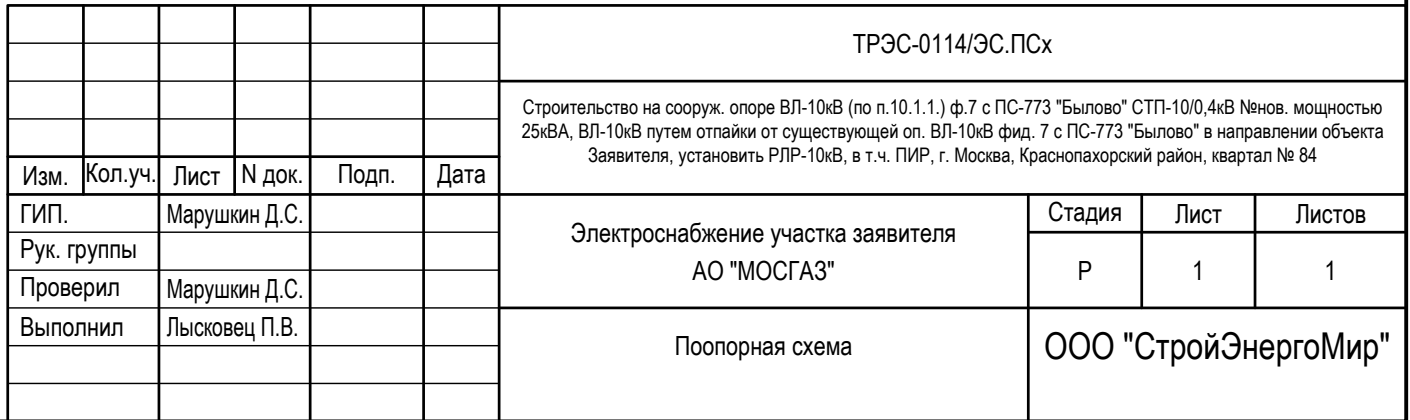 ТРЭС-0114/ЭС.ПСх
Строительство на сооруж. опоре ВЛ-10кВ (по п.10.1.1.) ф.7 с ПС-773 "Былово" СТП-10/0,4кВ №нов. мощностью
25кВА, ВЛ-10кВ путем отпайки от существующей оп. ВЛ-10кВ фид. 7 с ПС-773 "Былово" в направлении объекта
Заявителя, установить РЛР-10кВ, в т.ч. ПИР, г. Москва, Краснопахорский район, квартал № 84
Изм. Кол.уч. Лист N док. Подп. Дата
ГИП. Марушкин Д.С.
Рук. группы
Проверил Марушкин Д.С.
Выполнил Лысковец П.В.
Электроснабжение участка заявителя
АО "МОСГАЗ"
Стадия Лист Листов
Р 1 1
Поопорная схема
ООО "СтройЭнергоМир"